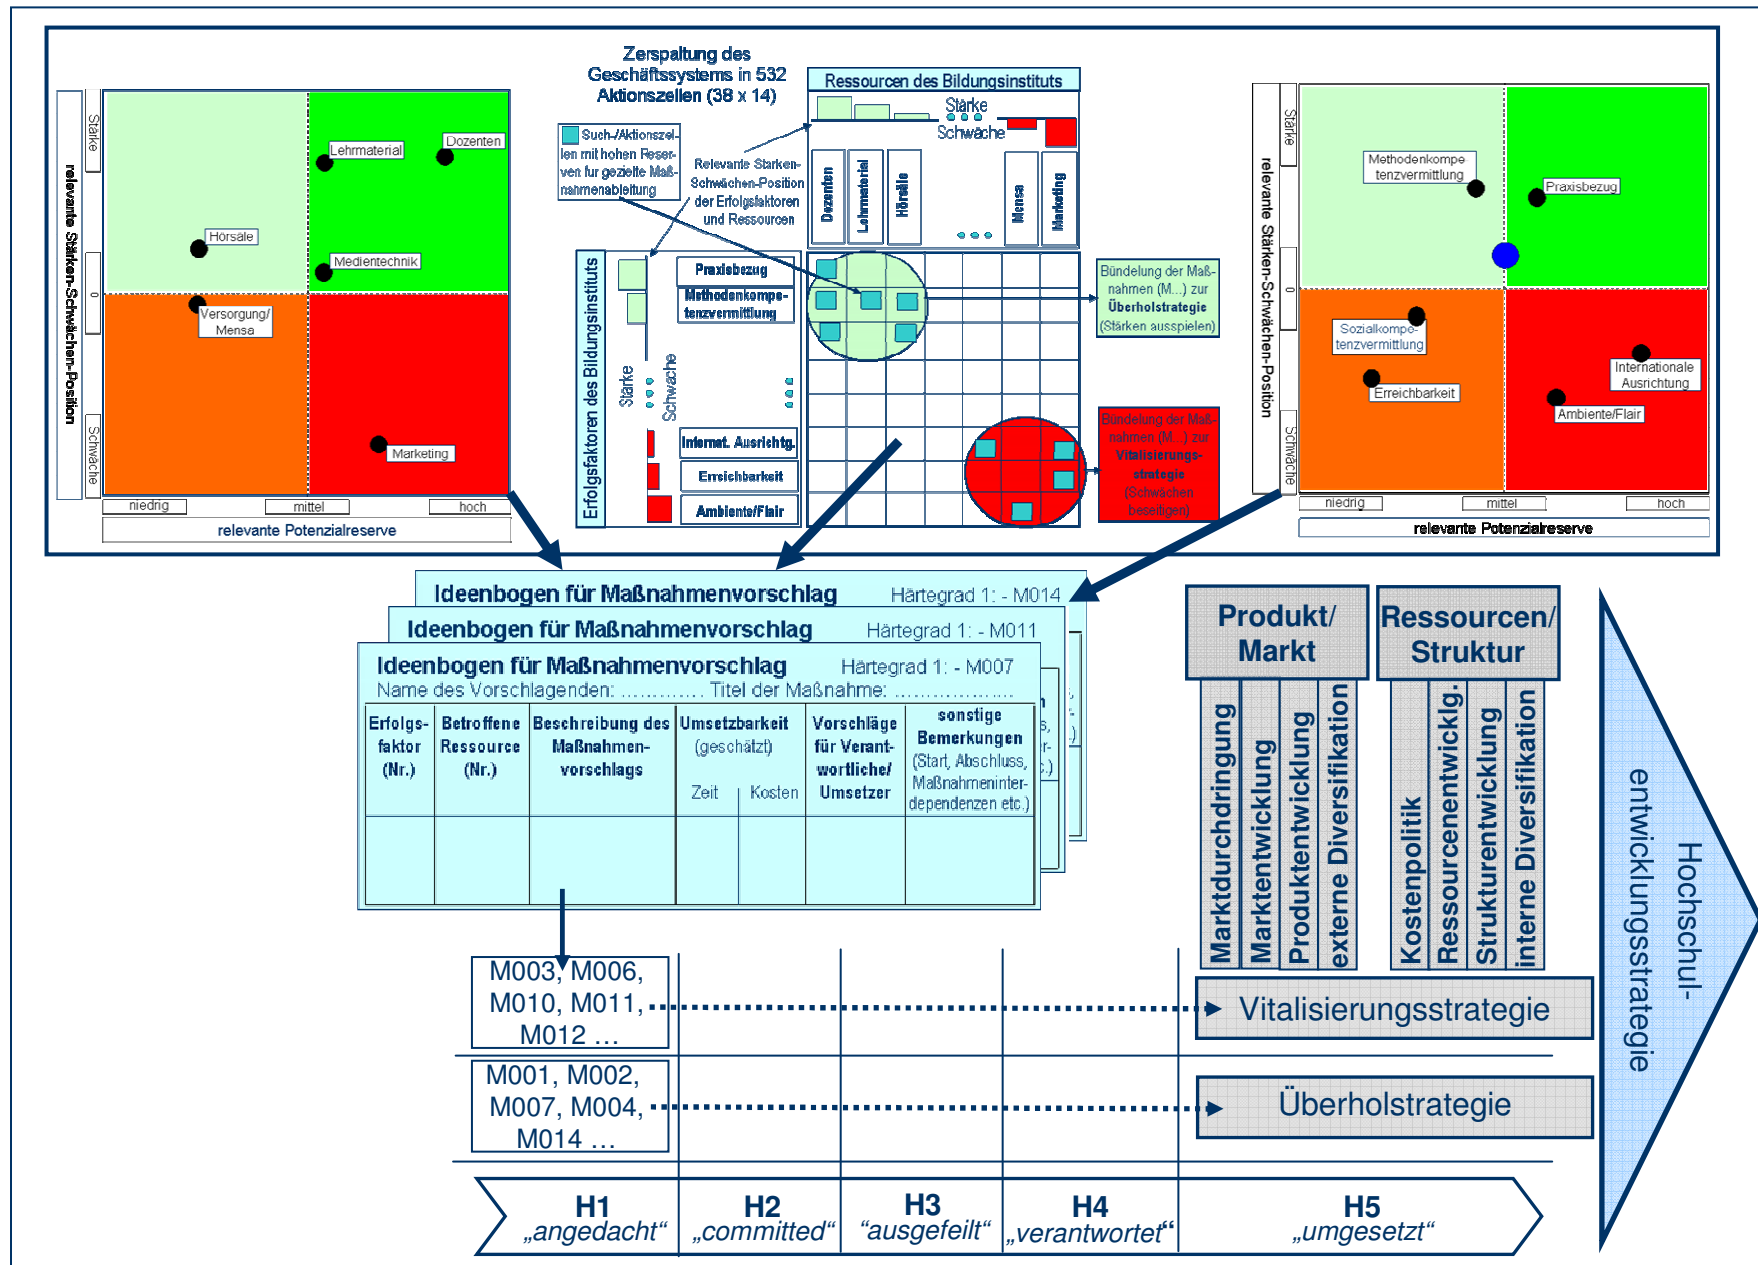 Zerspaltung des
Geschäftssystems in 532
Aktionszellen (38 x 14)
Such-/Aktionszel-
len mit hohen Reser-
ven für gezielte Maß-
nahmenableitung
Relevante Stärken-
Schwächen-Position
der Erfolgsfaktoren
und Ressourcen
relevante Stärken-Schwächen-Position
Stärke
0
Schwäche
Lehrmaterial
Dozenten
Hörsäle
Medientechnik
Versorgung/
Mensa
Marketing
niedrig
mittel
hoch
relevante Potenzialreserve
Ressourcen des Bildungsinstituts
Stärke
Schwäche
Dozenten
Lehrmaterial
Hörsäle
Mensa
Marketing
Erfolgsfaktoren des Bildungsinstituts
Stärke
Schwäche
Praxisbezug
Methodenkompe-
tenzvermittlung
Internat. Ausrichtg.
Erreichbarkeit
Ambiente/Flair
Bündelung der Maß-
nahmen (M...) zur
Überholstrategie
(Stärken ausspielen)
Bündelung der Maß-
nahmen (M...) zur
Vitalisierungs-
strategie
(Schwächen
beseitigen)
relevante Stärken-Schwächen-Position
Stärke
0
Schwäche
Methodenkompe
tenzvermittlung
Praxisbezug
Sozialkompe-
tenzvermittlung
Erreichbarkeit
Internationale
Ausrichtung
Ambiente/Flair
niedrig
mittel
hoch
relevante Potenzialreserve
Ideenbogen für Maßnahmenvorschlag Härtegrad 1: - M014
Ideenbogen für Maßnahmenvorschlag Härtegrad 1: - M011
Ideenbogen für Maßnahmenvorschlag Härtegrad 1: - M007
Name des Vorschlagenden: ............. Titel der Maßnahme: ...................
Erfolgs-
faktor
(Nr.)
Betroffene
Ressource
(Nr.)
Beschreibung des
Maßnahmen-
vorschlags
Umsetzbarkeit
(geschätzt)
Zeit
Kosten
Vorschläge
für Verant-
wortliche/
Umsetzer
sonstige
Bemerkungen
(Start, Abschluss,
Maßnahmeninter-
dependenzen etc.)
Produkt/
Markt
Marktdurchdringung
Marktentwicklung
Produktentwicklung
externe Diversifikation
Ressourcen/
Struktur
Kostenpolitik
Ressourcenentwicklg.
Strukturentwicklung
interne Diversifikation
Hochschul-
entwicklungsstrategie
M003, M006,
M010, M011,
M012 …
Vitalisierungsstrategie
M001, M002,
M007, M004,
M014 …
Überholstrategie
H1
„angedacht“
H2
„committed“
H3
“ausgefeilt“
H4
„verantwortet“
H5
„umgesetzt“